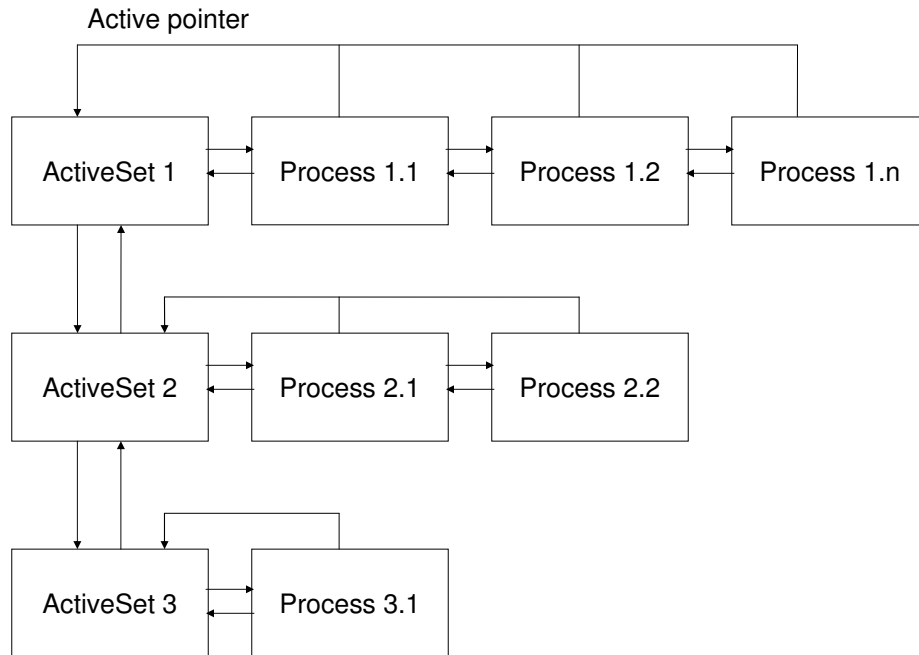 Active pointer
ActiveSet 1
Process 1.1
Process 1.2
Process 1.n
ActiveSet 2
Process 2.1
Process 2.2
ActiveSet 3
Process 3.1